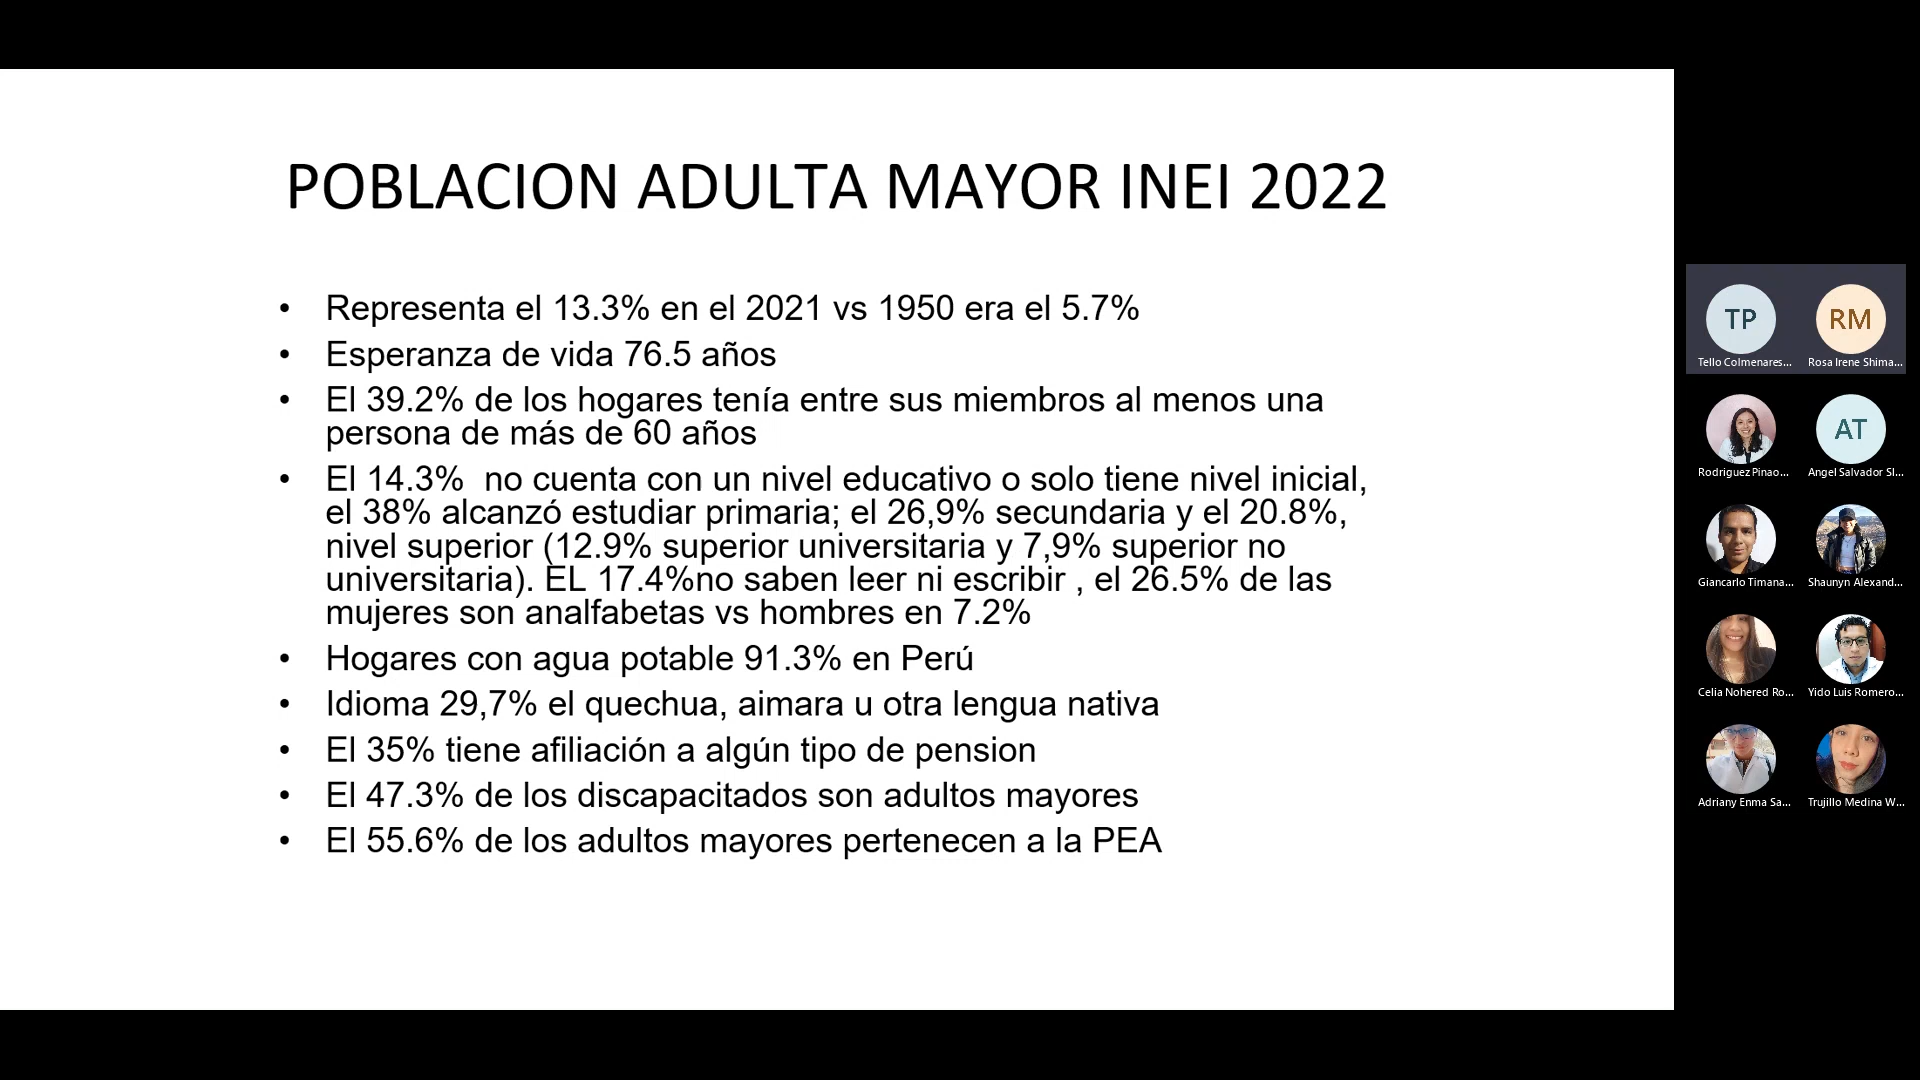 POBLACION ADULTA MAYOR INEI 2022
• Representa el 13.3% en el 2021 vs 1950 era el 5.7%
• Esperanza de vida 76.5 años
• El 39.2% de los hogares tenía entre sus miembros al menos una
persona de más de 60 años
• El 14.3%  no cuenta con un nivel educativo o solo tiene nivel inicial,
el 38% alcanzó estudiar primaria; el 26,9% secundaria y el 20.8%,
nivel superior (12.9% superior universitaria y 7,9% superior no
universitaria). EL 17.4%no saben leer ni escribir , el 26.5% de las
mujeres son analfabetas vs hombres en 7.2%
• Hogares con agua potable 91.3% en Perú
• Idioma 29,7% el quechua, aimara u otra lengua nativa
• El 35% tiene afiliación a algún tipo de pension
• El 47.3% de los discapacitados son adultos mayores
• El 55.6% de los adultos mayores pertenecen a la PEA
TP RM
Tello Colmenares... Rosa Irene Shima...
AT
Rodriguez Pinao... Angel Salvador Sl...
Giancarlo Timana... Shaunyn Alexand...
Celia Nohered Ro... Yido Luis Romero...
Adriany Enma Sa... Trujillo Medina W...